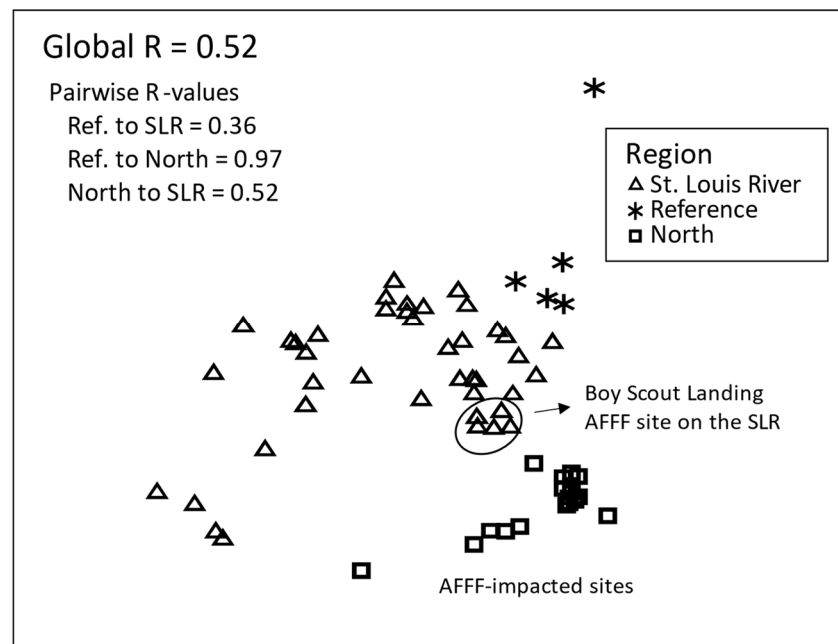 Global R = 0.52
Pairwise R-values
Ref. to SLR = 0.36
Ref. to North = 0.97
North to SLR = 0.52
Region
St. Louis River
Reference
North
Boy Scout Landing
AFFF site on the SLR
AFFF-impacted sites